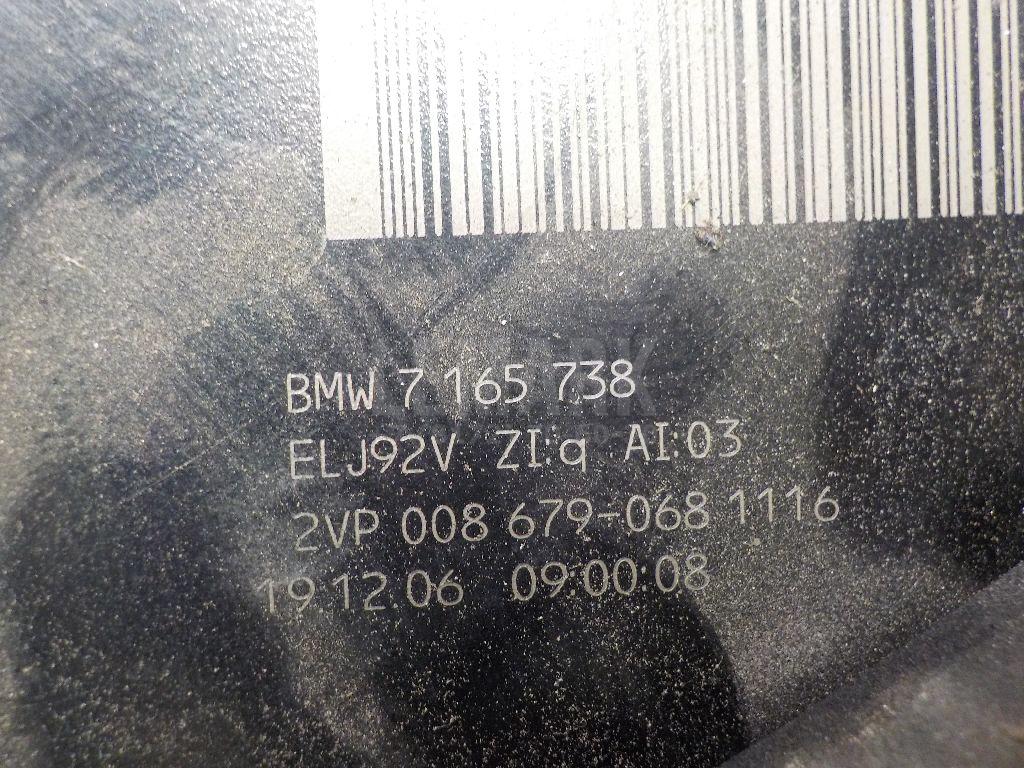 BMW 7 165 738
ELJ92V ZI:q AI:03
2VP 008 679-068 1116
19 12 06 09:00:08